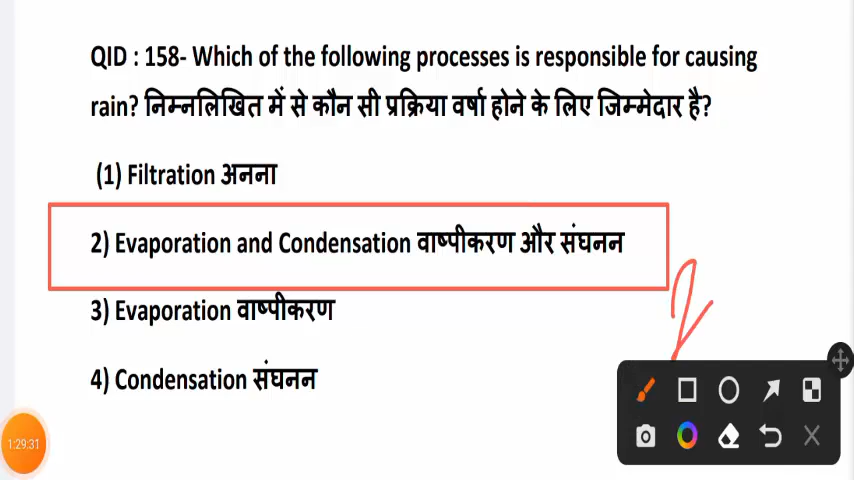 QID : 158- Which of the following processes is responsible for causing
rain? निम्नलिखित में से कौन सी प्रक्रिया वर्षा होने के लिए जिम्मेदार है?
(1) Filtration अनना
2) Evaporation and Condensation वाष्पीकरण और संघनन
3) Evaporation वाष्पीकरण
4) Condensation संघनन
1:29:31